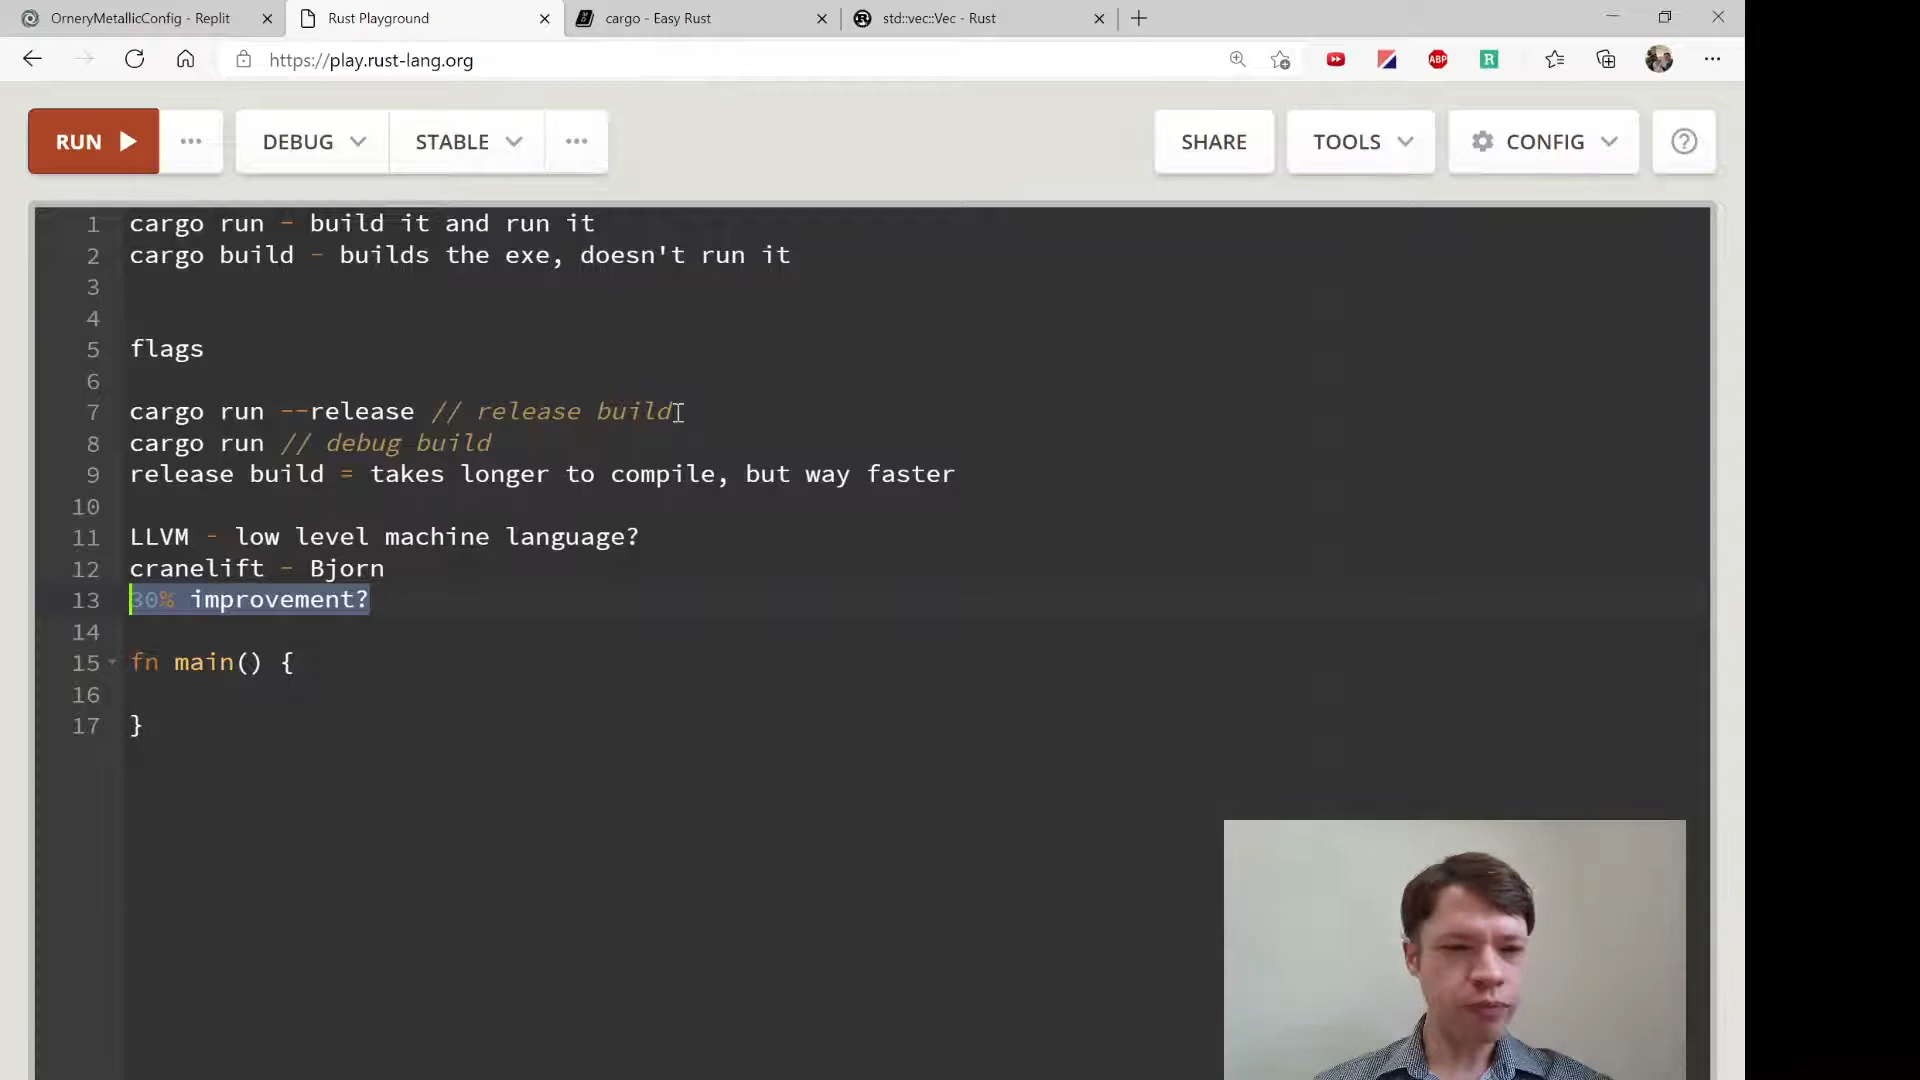 OrneryMetallicConfig - Replit
Rust Playground
cargo - Easy Rust
std::vec::Vec - Rust
https://play.rust-lang.org
ABP
R
RUN
DEBUG
STABLE
SHARE
TOOLS
CONFIG
1 cargo run - build it and run it
2 cargo build - builds the exe, doesn't run it
3
4
5 flags
6
7 cargo run --release // release build
8 cargo run // debug build
9 release build = takes longer to compile, but way faster
10
11 LLVM - low level machine language?
12 cranelift - Bjorn
13 30% improvement?
14
15 fn main() {
16
17 }